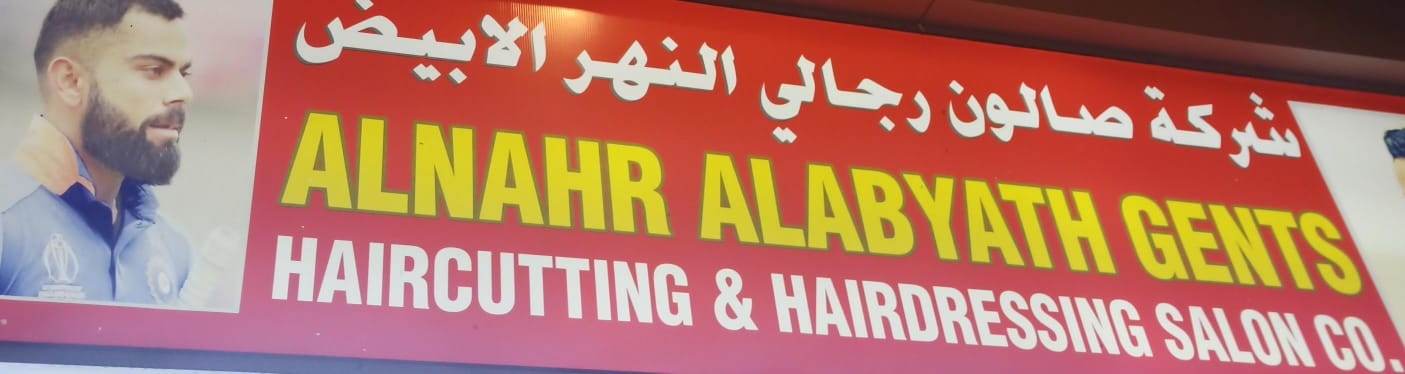 شركة صالون رجالي النهر الابيض
ALNAHR ALABYATH GENTS
HAIRCUTTING & HAIRDRESSING SALON CO.